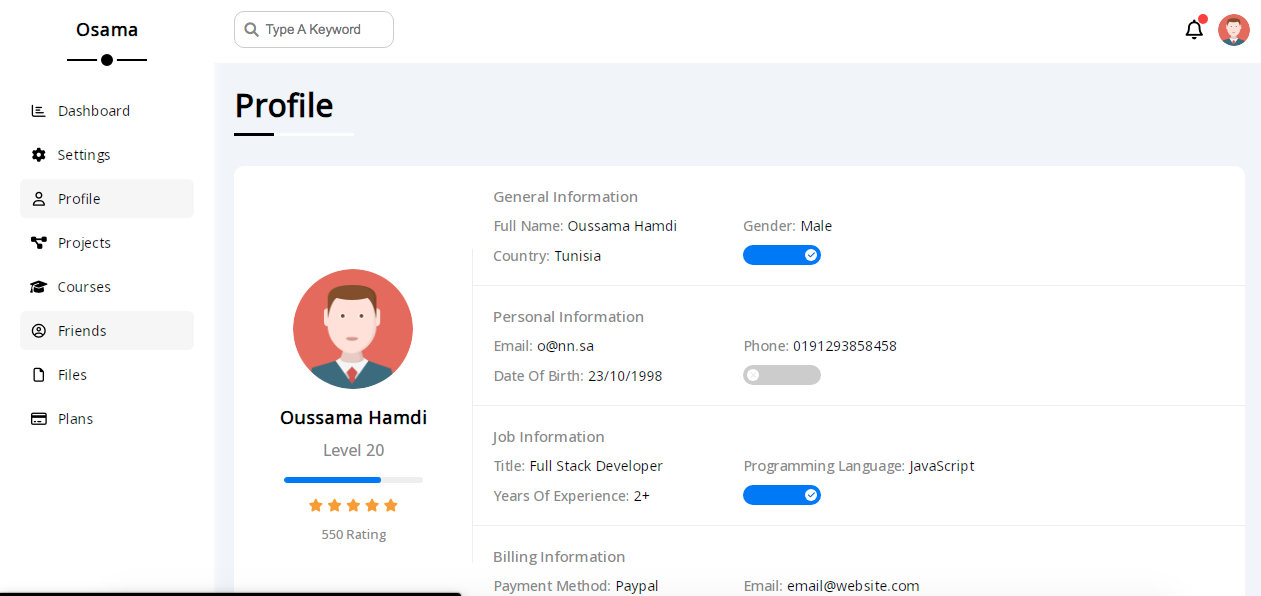 Osama
Type A Keyword
Dashboard
Settings
Profile
Projects
Courses
Friends
Files
Plans
Profile
Oussama Hamdi
Level 20
550 Rating
General Information
Full Name: Oussama Hamdi Gender: Male
Country: Tunisia
Personal Information
Email: o@nn.sa Phone: 0191293858458
Date Of Birth: 23/10/1998
Job Information
Title: Full Stack Developer Programming Language: JavaScript
Years Of Experience: 2+
Billing Information
Payment Method: Paypal Email: email@website.com